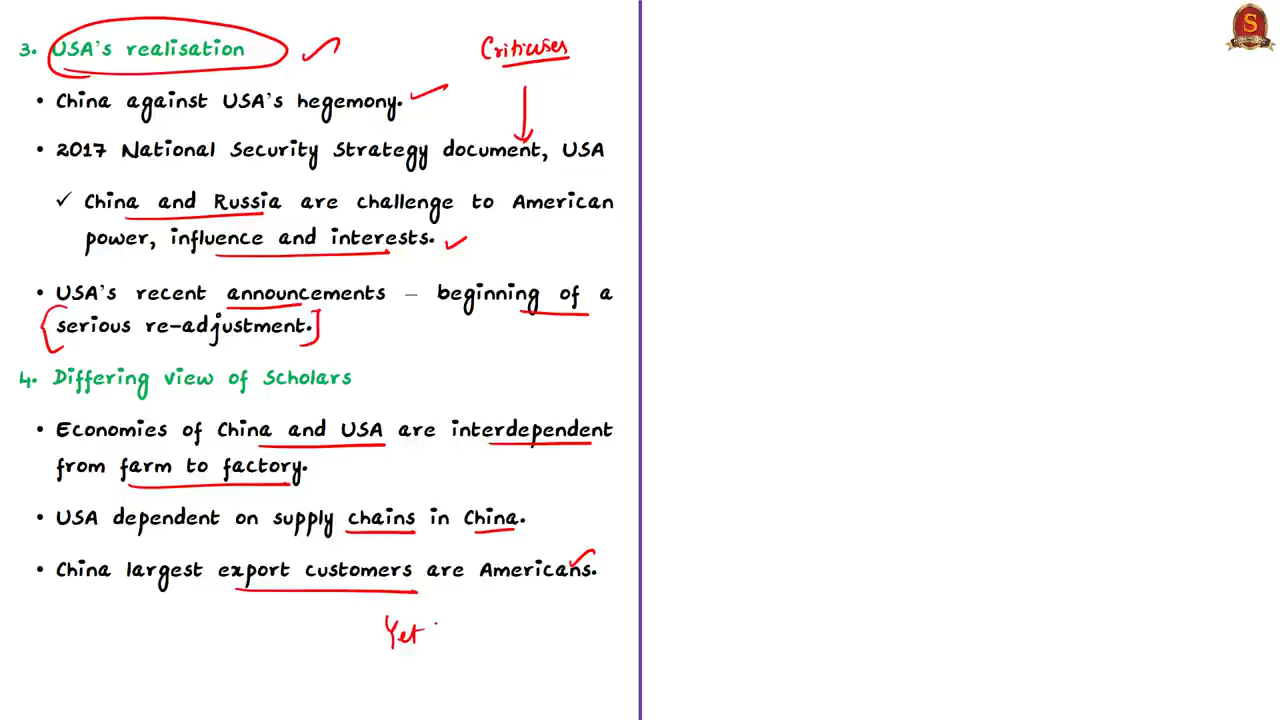 3. USA's realisation
Criticises
• China against USA's hegemony.
• 2017 National Security Strategy document, USA
✓ China and Russia are challenge to American
power, influence and interests.
• USA's recent announcements – beginning of a
serious re-adjustment.
4. Differing view of Scholars
• Economies of China and USA are interdependent
from farm to factory.
• USA dependent on supply chains in China.
• China largest export customers are Americans.
Yet
S